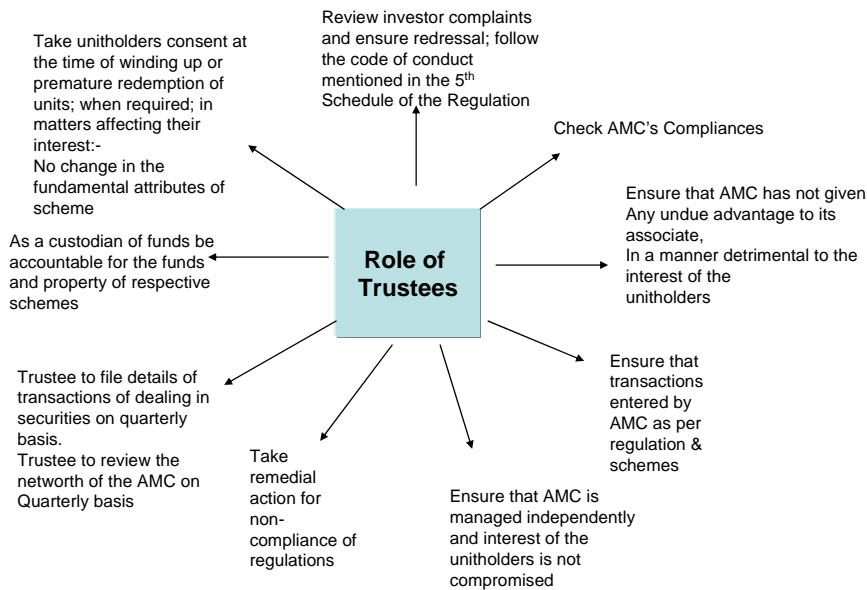 Review investor complaints
and ensure redressal; follow
the code of conduct
mentioned in the 5th
Schedule of the Regulation
Take unitholders consent at
the time of winding up or
premature redemption of
units; when required; in
matters affecting their
interest:-
No change in the
fundamental attributes of
scheme
Check AMC's Compliances
Ensure that AMC has not given
Any undue advantage to its
associate,
In a manner detrimental to the
interest of the
unitholders
Role of
Trustees
As a custodian of funds be
accountable for the funds
and property of respective
schemes
Ensure that
transactions
entered by
AMC as per
regulation &
schemes
Trustee to file details of
transactions of dealing in
securities on quarterly
basis.
Trustee to review the
networth of the AMC on
Quarterly basis
Take
remedial
action for
non-
compliance of
regulations
Ensure that AMC is
managed independently
and interest of the
unitholders is not
compromised